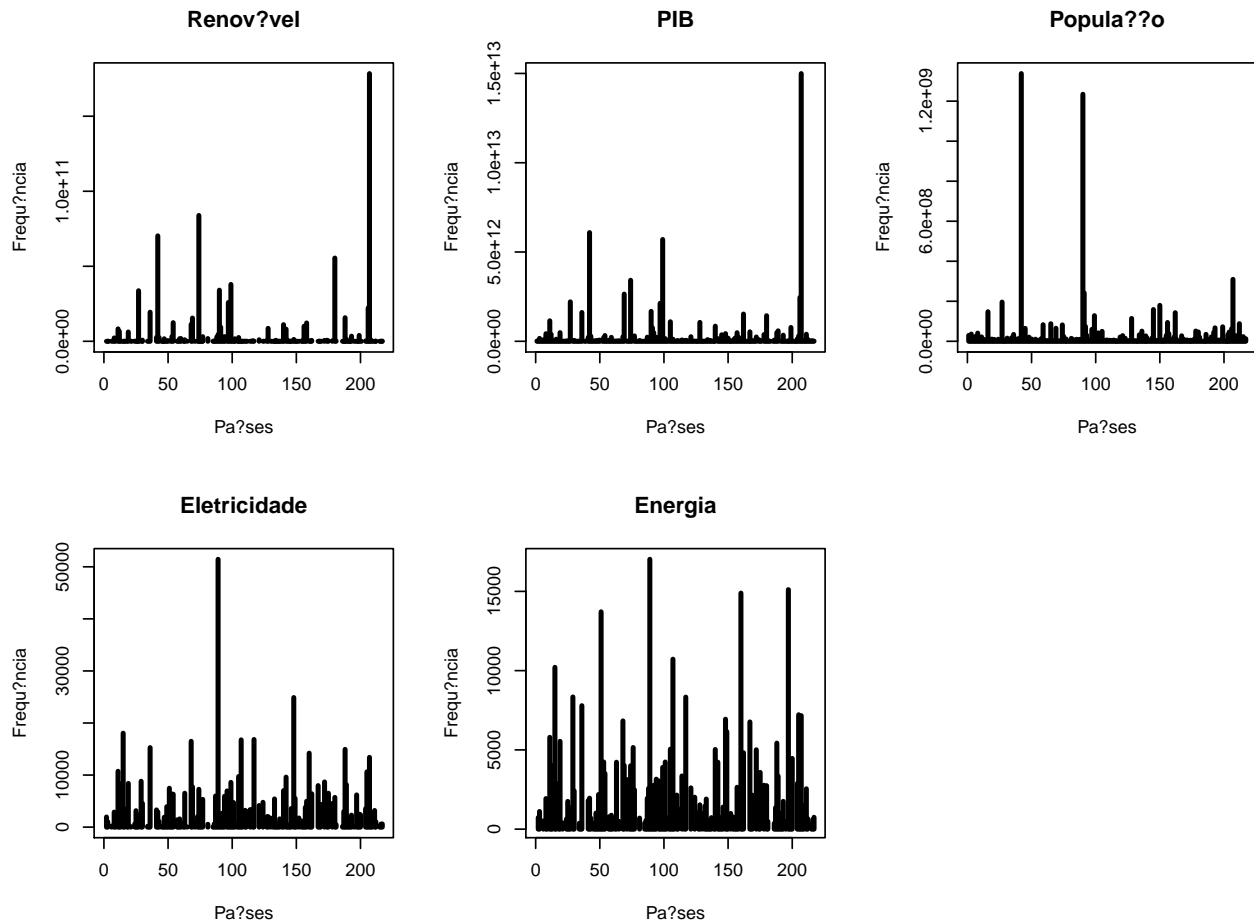 Renov?vel
PIB
Popula??o
Frequ?ncia
0.0e+00
1.0e+11
0
50
100
150
200
Pa?ses
Frequ?ncia
0.0e+00
5.0e+12
1.0e+13
1.5e+13
0
50
100
150
200
Pa?ses
Frequ?ncia
0.0e+00
6.0e+08
1.2e+09
0
50
100
150
200
Pa?ses
Eletricidade
Energia
Frequ?ncia
0
10000
30000
50000
0
50
100
150
200
Pa?ses
Frequ?ncia
0
5000
10000
15000
0
50
100
150
200
Pa?ses